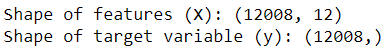 Shape of features (X): (12008, 12)
Shape of target variable (y): (12008,)